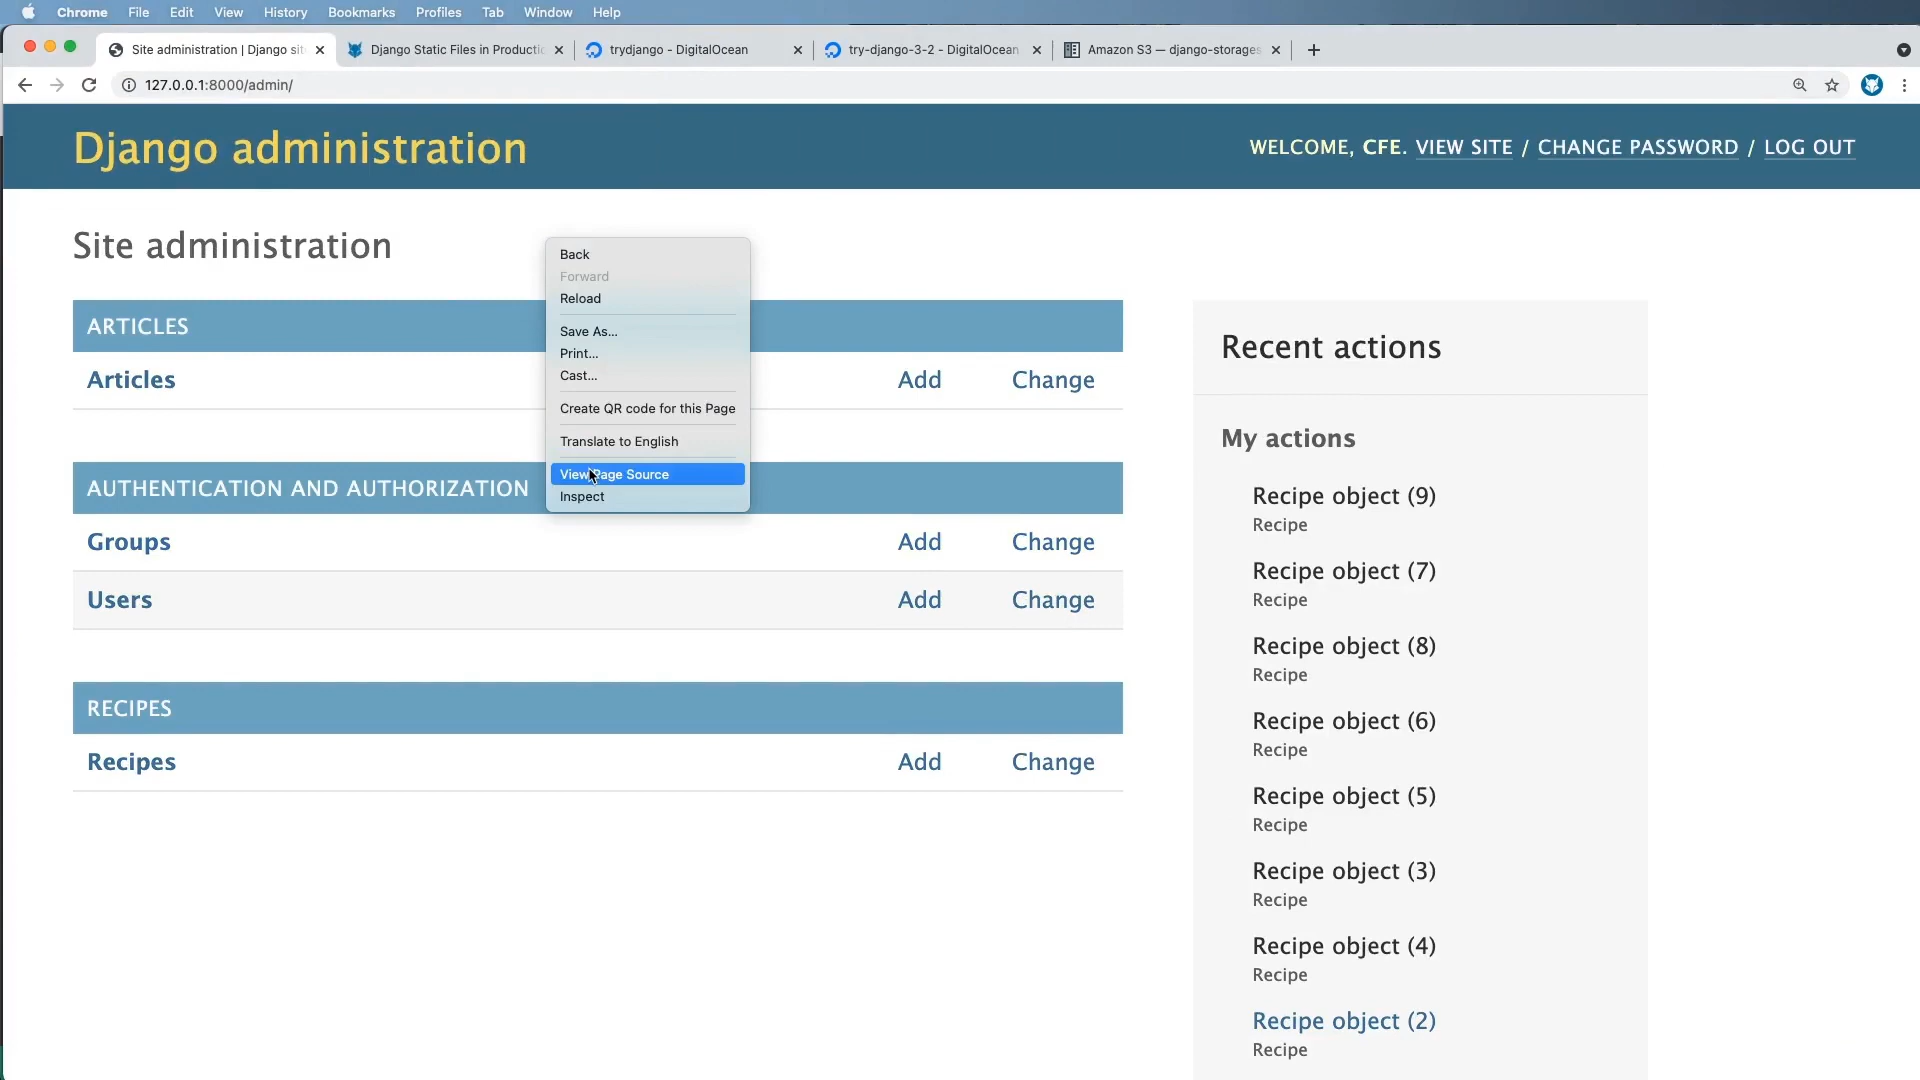 Chrome File Edit View History Bookmarks Profiles Tab Window Help
Site administration | Django sit Django Static Files in Producti trydjango - DigitalOcean try-django-3-2 - DigitalOcean Amazon S3 — django-storages
127.0.0.1:8000/admin/
Django administration
WELCOME, CFE. VIEW SITE / CHANGE PASSWORD / LOG OUT
Site administration
ARTICLES
Articles Add Change
AUTHENTICATION AND AUTHORIZATION
Groups Add Change
Users Add Change
RECIPES
Recipes Add Change
Back
Forward
Reload
Save As...
Print...
Cast...
Create QR code for this Page
Translate to English
View Page Source
Inspect
Recent actions
My actions
Recipe object (9)
Recipe
Recipe object (7)
Recipe
Recipe object (8)
Recipe
Recipe object (6)
Recipe
Recipe object (5)
Recipe
Recipe object (3)
Recipe
Recipe object (4)
Recipe
Recipe object (2)
Recipe